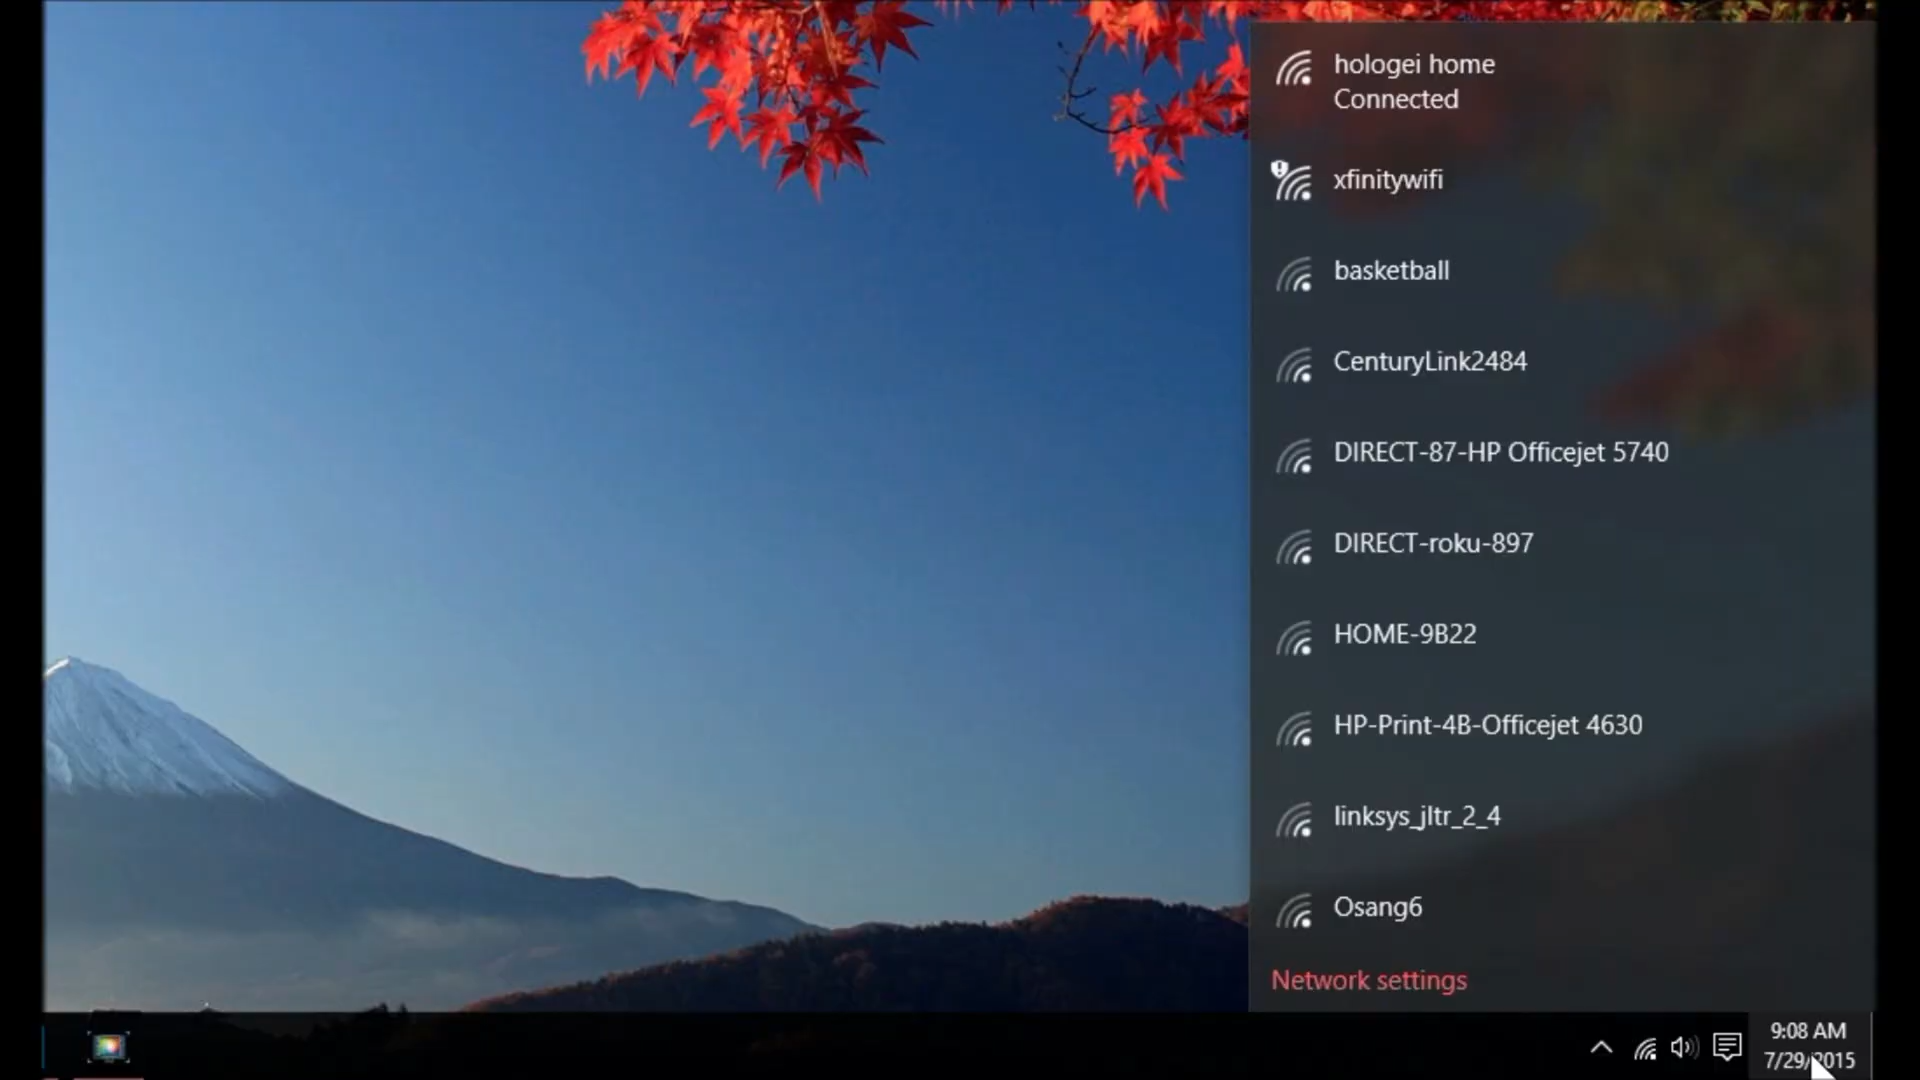 hologei home
Connected
xfinitywifi
basketball
CenturyLink2484
DIRECT-87-HP Officejet 5740
DIRECT-roku-897
HOME-9B22
HP-Print-4B-Officejet 4630
linksys_jltr_2_4
Osang6
Network settings
9:08 AM
7/29/2015